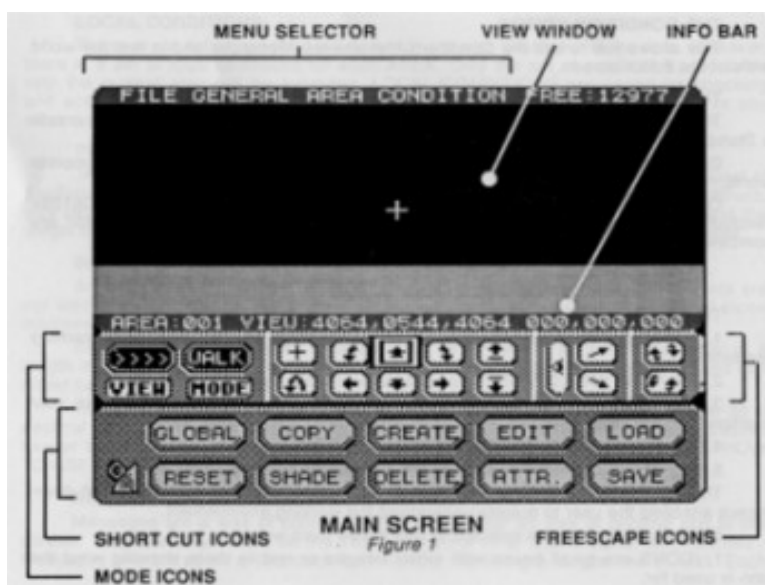 MENU SELECTOR VIEW WINDOW INFO BAR
FILE GENERAL AREA CONDITION FREE:12977
AREA:001 VIEW:4064,0544,4064 000,000,000
>>>> WALK
VIEW MODE
GLOBAL COPY CREATE EDIT LOAD
RESET SHADE DELETE ATTR. SAVE
MAIN SCREEN
Figure 1
SHORT CUT ICONS FREESCAPE ICONS
MODE ICONS